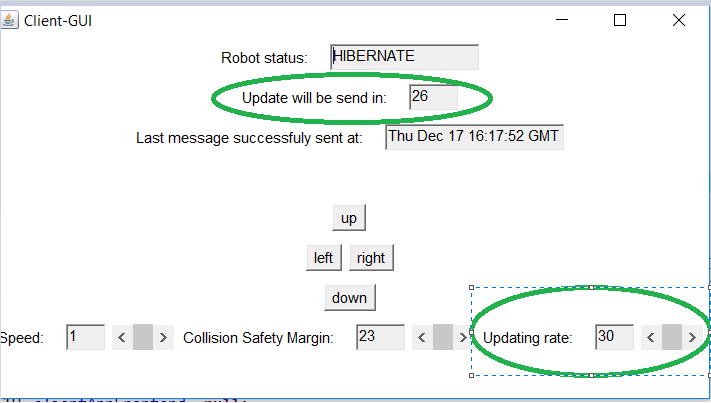 Client-GUI
Robot status: HIBERNATE
Update will be send in: 26
Last message successfuly sent at: Thu Dec 17 16:17:52 GMT
up
left right
down
Speed: 1 Collision Safety Margin: 23 Updating rate: 30